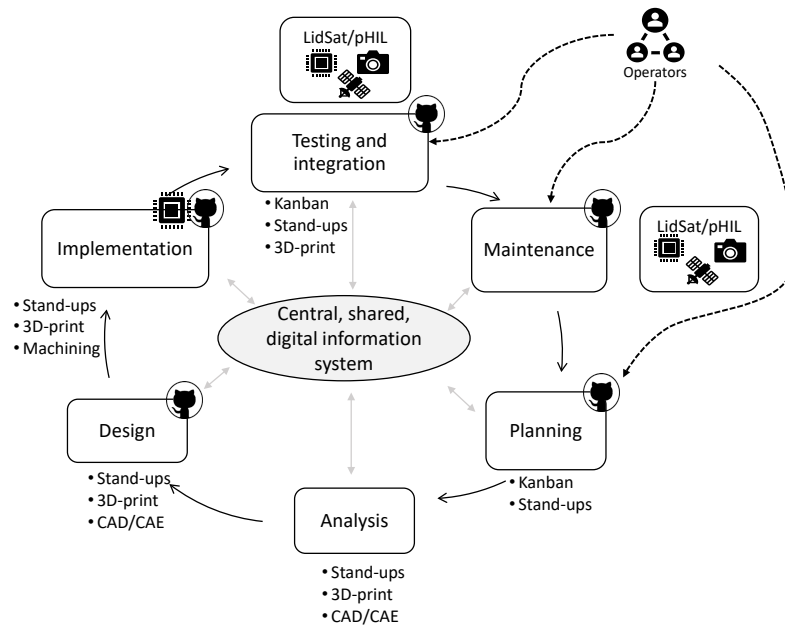 LidSat/pHIL
Operators
Testing and
integration
• Kanban
• Stand-ups
• 3D-print
Implementation
• Stand-ups
• 3D-print
• Machining
Maintenance
LidSat/pHIL
Central, shared,
digital information
system
Design
• Stand-ups
• 3D-print
• CAD/CAE
Planning
• Kanban
• Stand-ups
Analysis
• Stand-ups
• 3D-print
• CAD/CAE